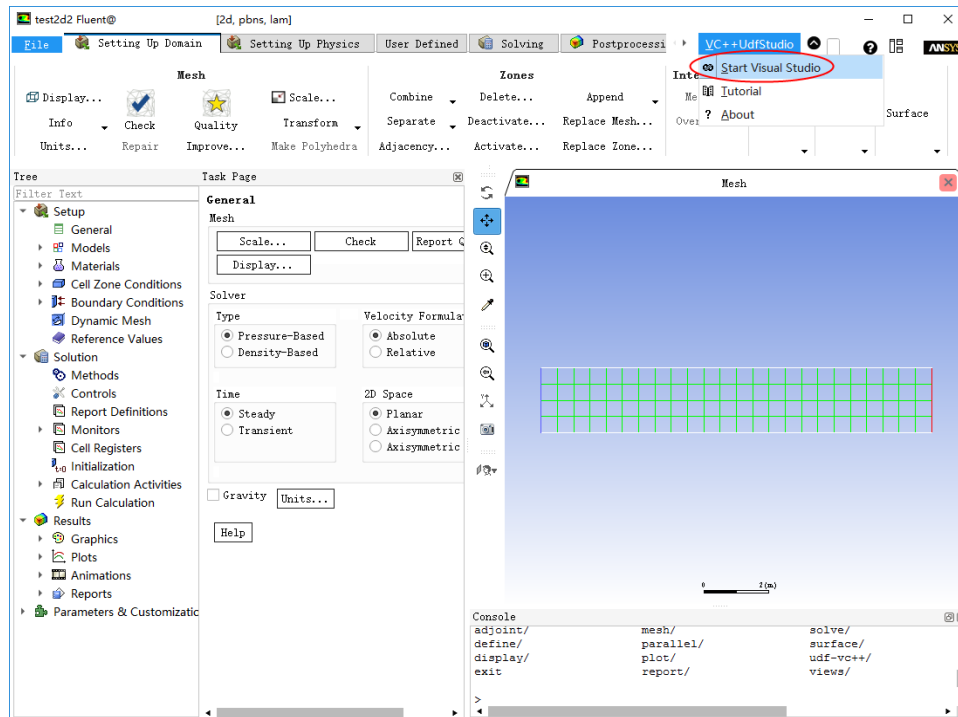 test2d2 Fluent@ [2d, pbns, lam]
File Setting Up Domain Setting Up Physics User Defined Solving Postprocessi VC++UdfStudio ANSYS
Start Visual Studio
Tutorial
? About
Mesh Zones
Display... Scale... Combine Delete... Append
Info Check Quality Transform Separate Deactivate... Replace Mesh... Surface
Units... Repair Improve... Make Polyhedra Adjacency... Activate... Replace Zone...
Tree
Filter Text
Setup
General
Models
Materials
Cell Zone Conditions
Boundary Conditions
Dynamic Mesh
Reference Values
Solution
Methods
Controls
Report Definitions
Monitors
Cell Registers
Initialization
Calculation Activities
Run Calculation
Results
Graphics
Plots
Animations
Reports
Parameters & Customizatic
Task Page
General
Mesh
Scale... Check Report Q
Display...
Solver
Type Velocity Formula
Pressure-Based Absolute
Density-Based Relative
Time 2D Space
Steady Planar
Transient Axisymmetric
Axisymmetric
Gravity Units...
Help
Mesh
0 2 (m)
Console
adjoint/ mesh/ solve/
define/ parallel/ surface/
display/ plot/ udf-vc++/
exit report/ views/
>